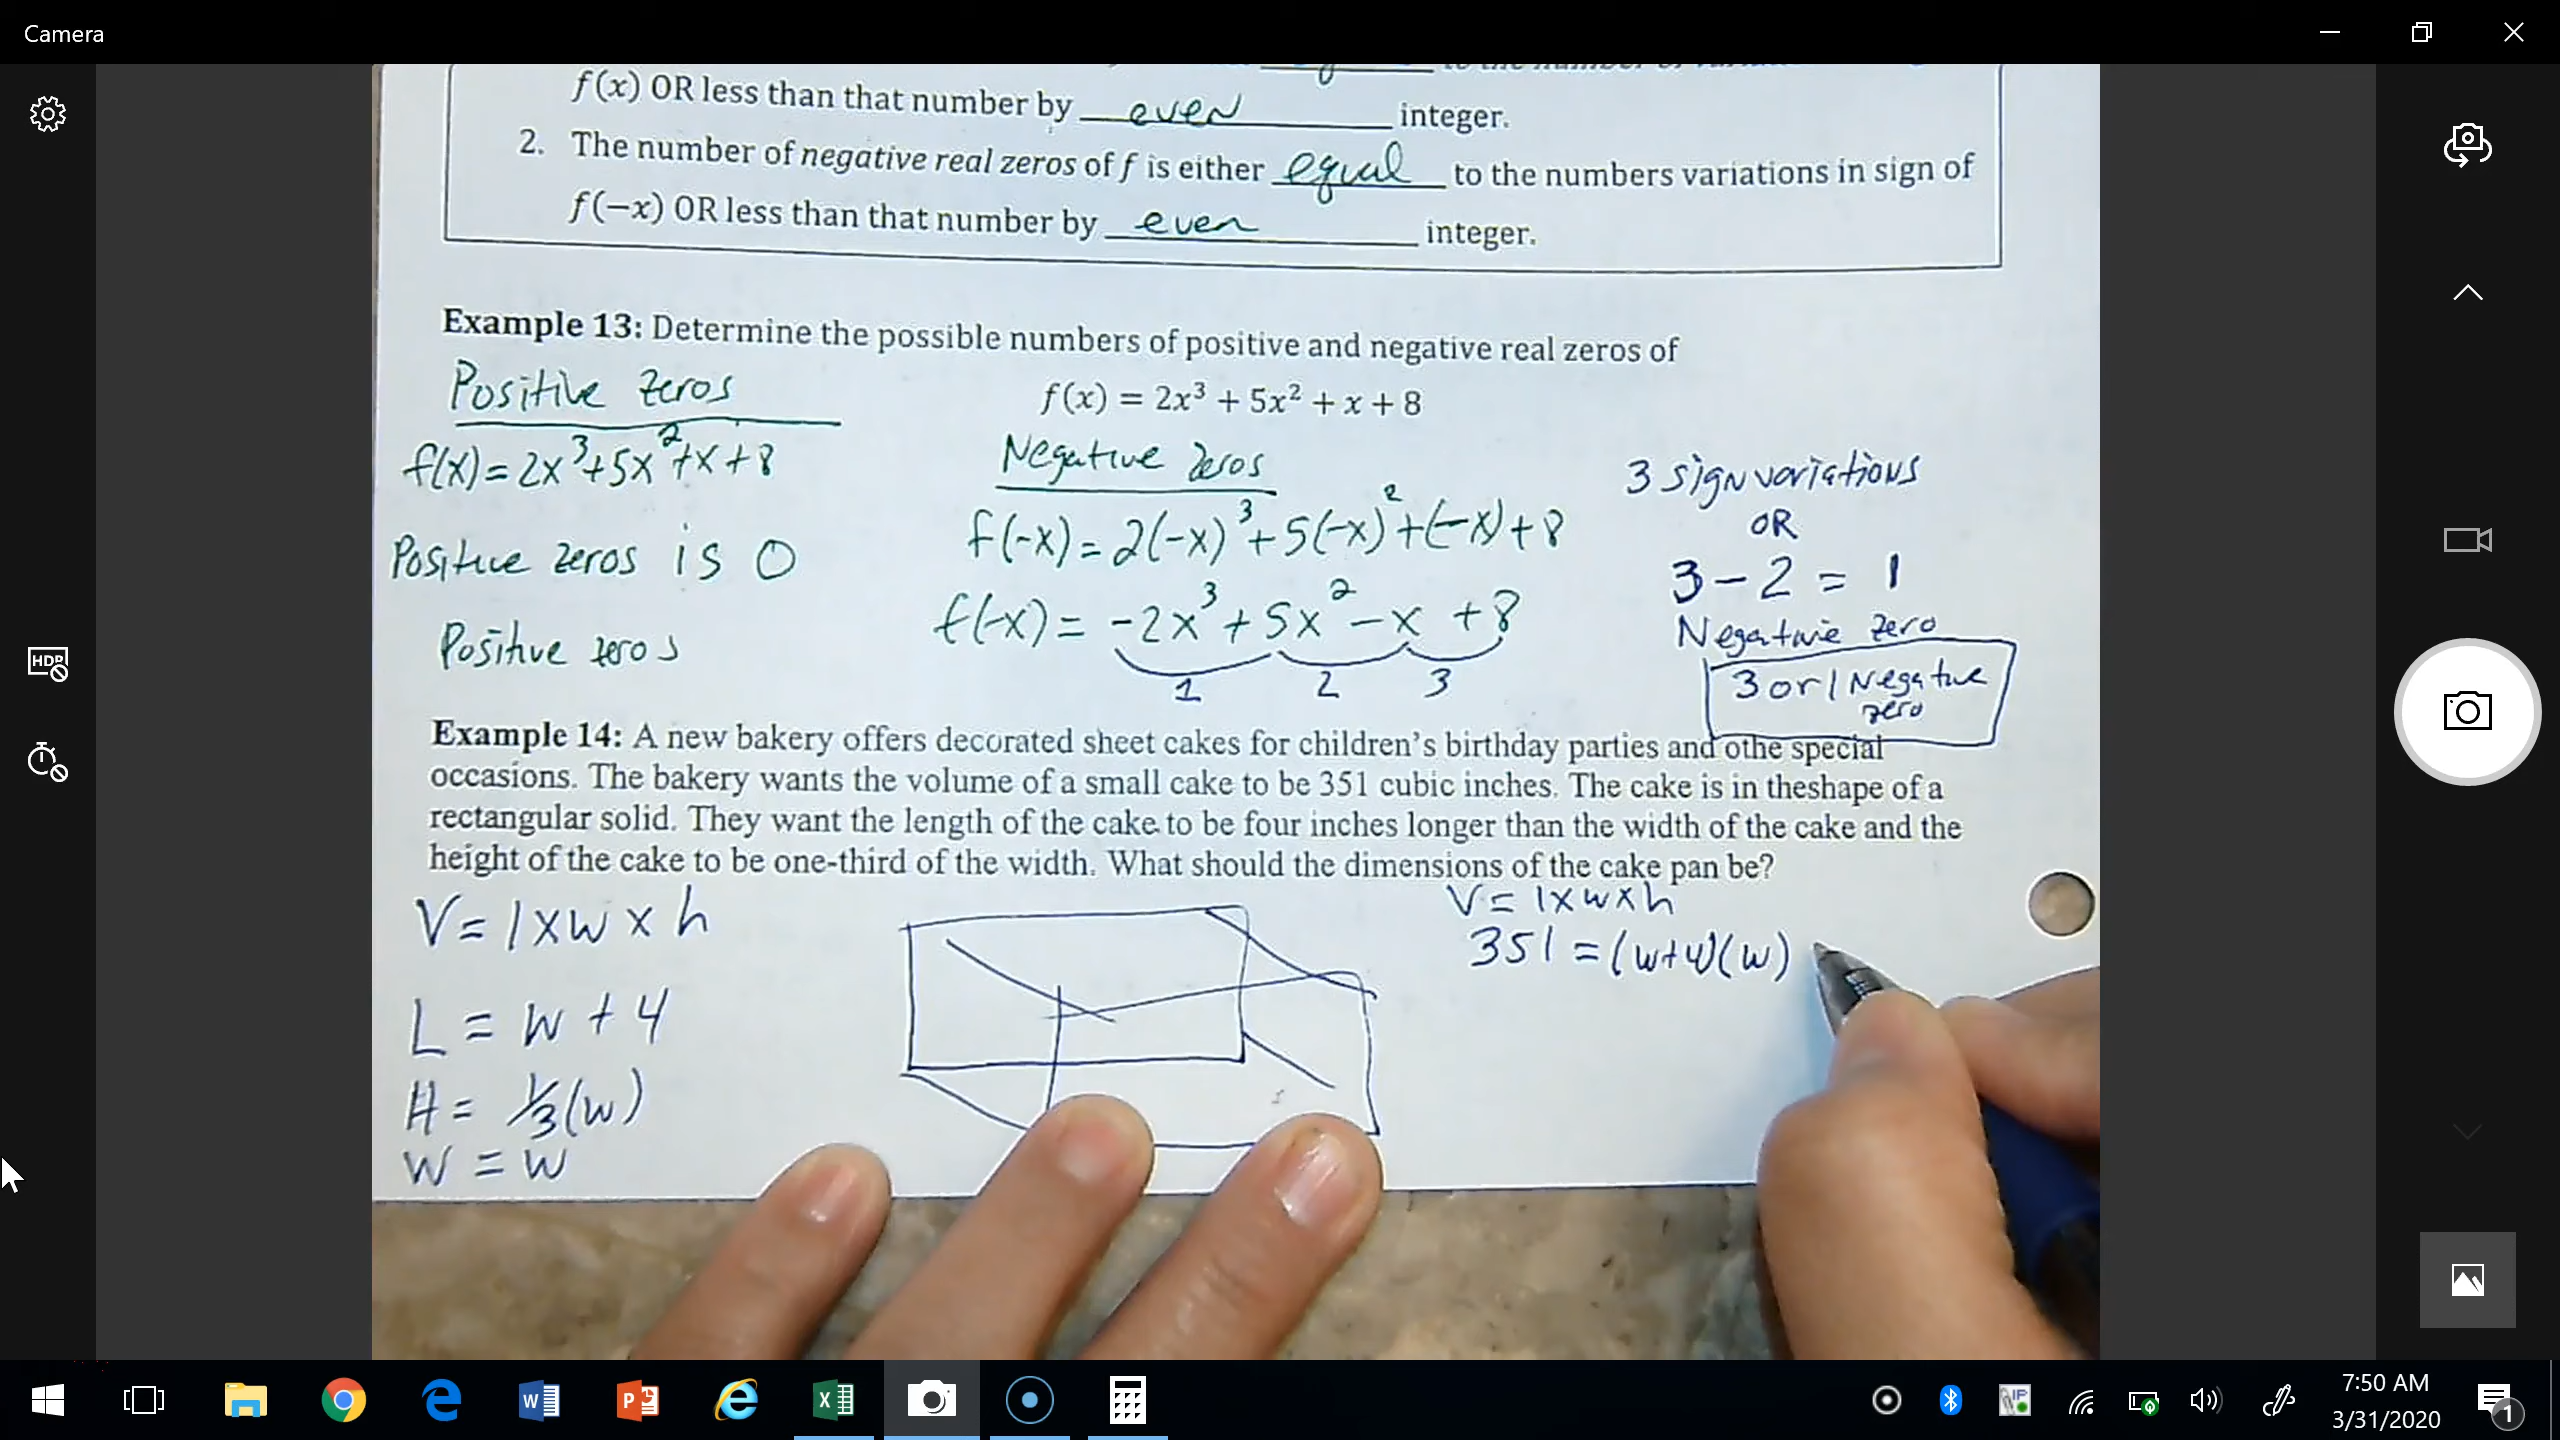 Camera
f(x) OR less than that number by even integer.
2. The number of negative real zeros of f is either equal to the numbers variations in sign of
f(−x) OR less than that number by even integer.
Example 13: Determine the possible numbers of positive and negative real zeros of
f(x) = 2x³ + 5x² + x + 8
Positive Zeros
f(x) = 2x³+5x²+x+8
Positive zeros is 0
Positive zeros
Negative Zeros
f(-x) = 2(-x)³+5(-x)²+(-x)+8
f(-x) = -2x³+5x²-x +8
1 2 3
3 sign variations
OR
3-2 = 1
Negative zero
3 or 1 Negative
zero
Example 14: A new bakery offers decorated sheet cakes for children's birthday parties and othe special
occasions. The bakery wants the volume of a small cake to be 351 cubic inches. The cake is in theshape of a
rectangular solid. They want the length of the cake to be four inches longer than the width of the cake and the
height of the cake to be one-third of the width. What should the dimensions of the cake pan be?
V = l x w x h
L = w + 4
H = 1/3(w)
W = w
V = l x w x h
351 = (w+4)(w)
HDR
7:50 AM
3/31/2020
1